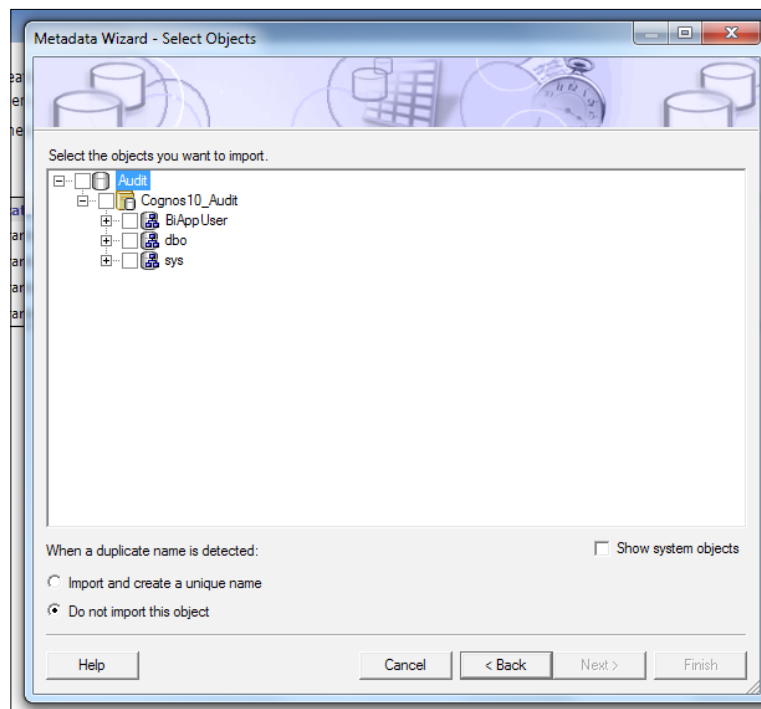 Metadata Wizard - Select Objects
Select the objects you want to import.
Audit
Cognos10_Audit
BiAppUser
dbo
sys
When a duplicate name is detected:
Show system objects
Import and create a unique name
Do not import this object
Help
Cancel
< Back
Next >
Finish